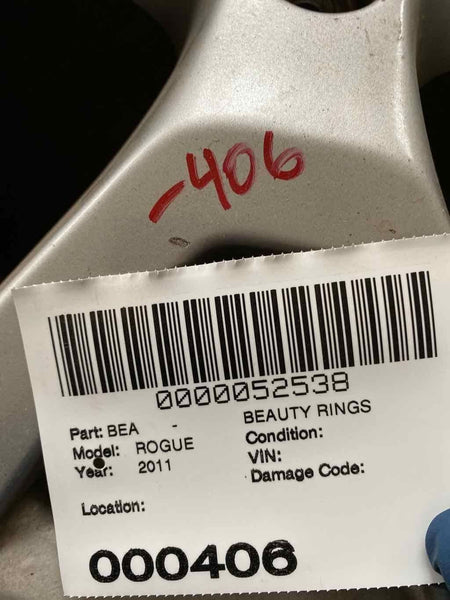 -406
0000052538
Part: BEA - BEAUTY RINGS
Model: ROGUE Condition:
Year: 2011 VIN:
Damage Code:
Location:
000406